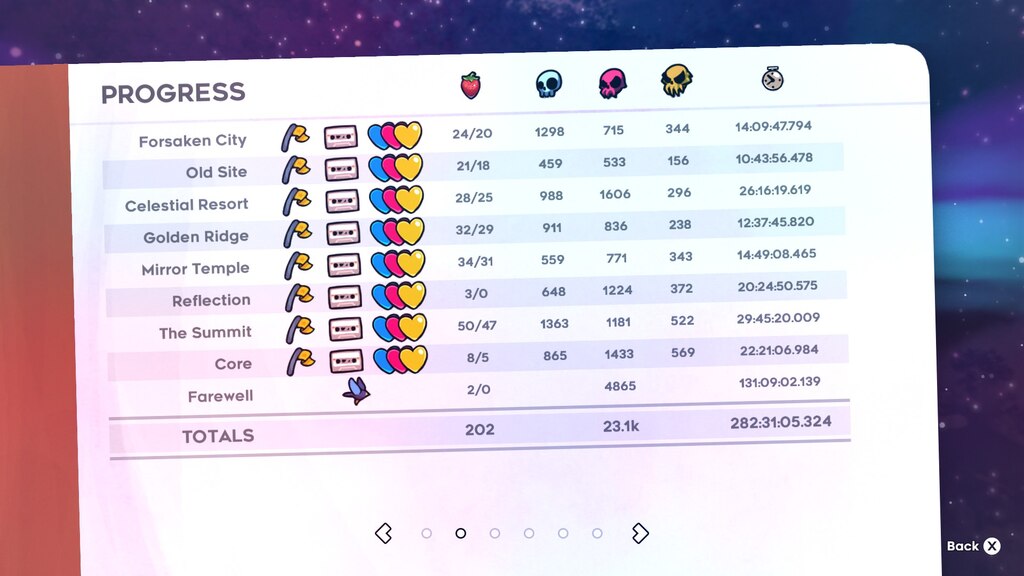 PROGRESS
Forsaken City 24/20 1298 715 344 14:09:47.794
Old Site 21/18 459 533 156 10:43:56.478
Celestial Resort 28/25 988 1606 296 26:16:19.619
Golden Ridge 32/29 911 836 238 12:37:45.820
Mirror Temple 34/31 559 771 343 14:49:08.465
Reflection 3/0 648 1224 372 20:24:50.575
The Summit 50/47 1363 1181 522 29:45:20.009
Core 8/5 865 1433 569 22:21:06.984
Farewell 2/0 4865 131:09:02.139
TOTALS 202 23.1k 282:31:05.324
Back X